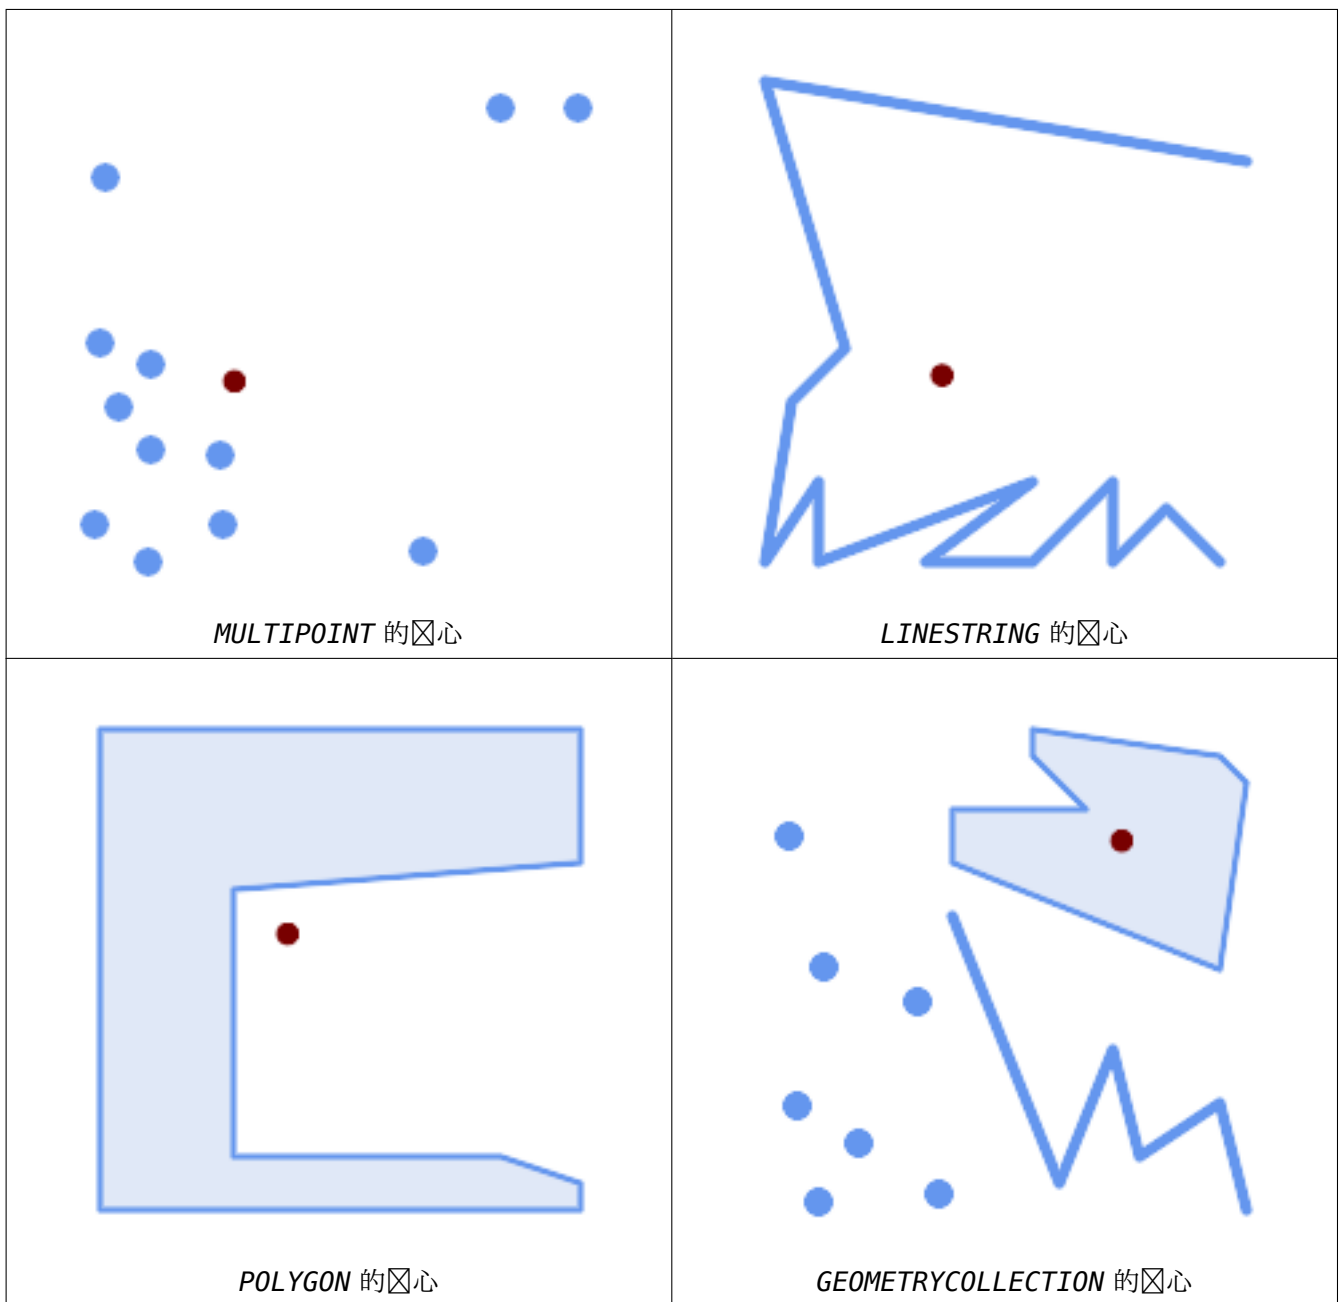 MULTIPOINT 的☒心
LINESTRING 的☒心
POLYGON 的☒心
GEOMETRYCOLLECTION 的☒心